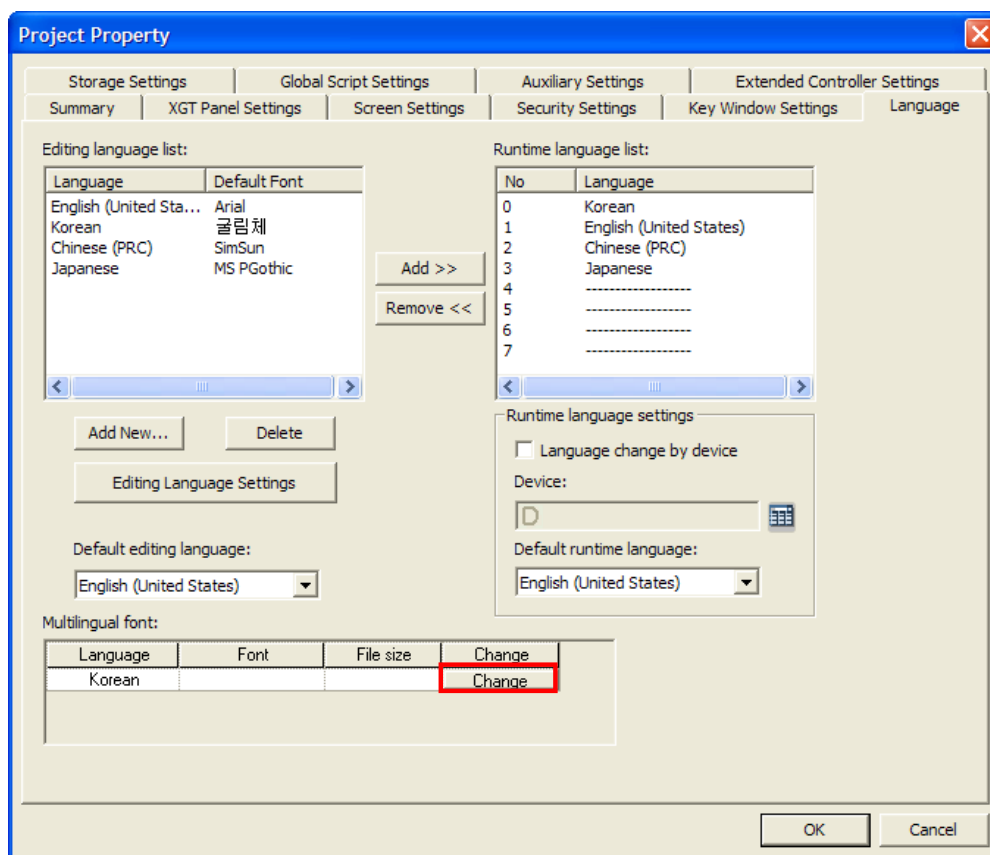 Project Property
Storage Settings Global Script Settings Auxiliary Settings Extended Controller Settings
Summary XGT Panel Settings Screen Settings Security Settings Key Window Settings Language
Editing language list:
Language Default Font
English (United Sta... Arial
Korean 굴림체
Chinese (PRC) SimSun
Japanese MS PGothic
Add >>
Remove <<
Runtime language list:
No Language
0 Korean
1 English (United States)
2 Chinese (PRC)
3 Japanese
4 ------------------
5 ------------------
6 ------------------
7 ------------------
Add New... Delete
Editing Language Settings
Default editing language:
English (United States)
Runtime language settings
Language change by device
Device:
D
Default runtime language:
English (United States)
Multilingual font:
Language Font File size Change
Korean Change
OK Cancel